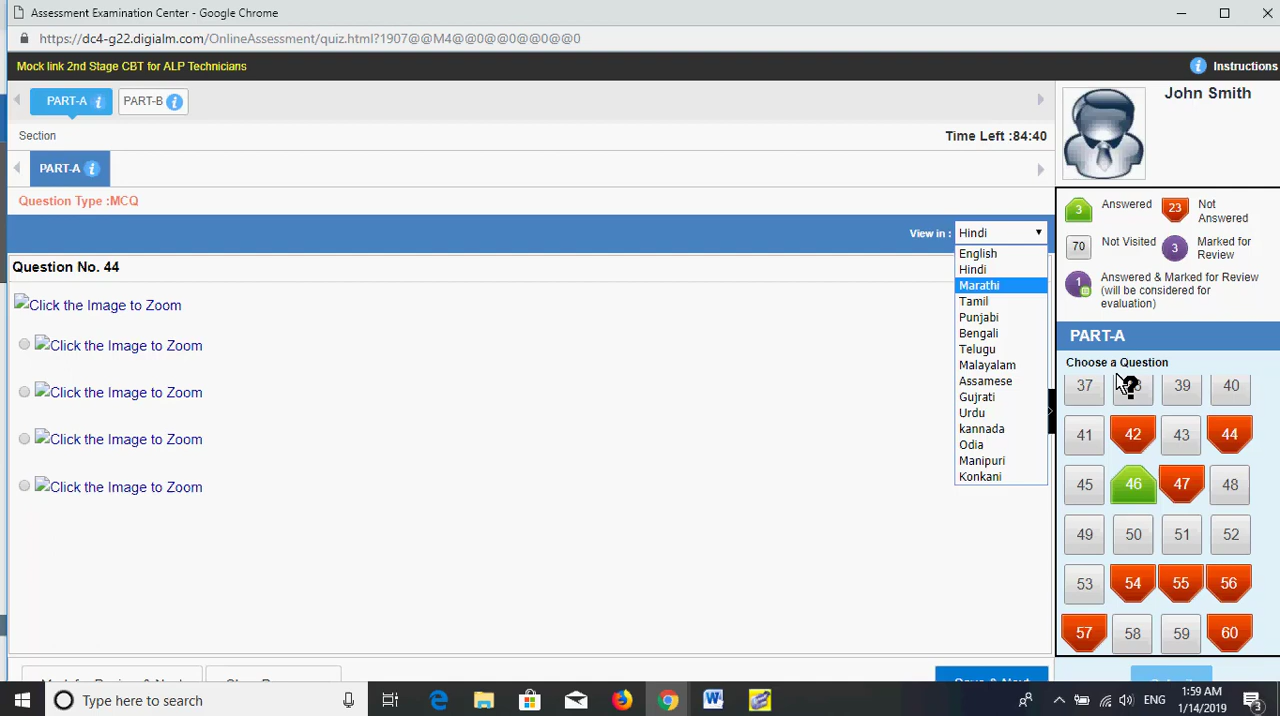 Assessment Examination Center - Google Chrome
https://dc4-g22.digialm.com/OnlineAssessment/quiz.html?1907@@M4@@0@@0@@0@@0
Mock link 2nd Stage CBT for ALP Technicians
i Instructions
PART-A i PART-B i
John Smith
Section
Time Left :84:40
PART-A i
Question Type :MCQ
3 Answered 23 Not Answered
70 Not Visited 3 Marked for Review
1 Answered & Marked for Review (will be considered for evaluation)
View in : Hindi
English
Hindi
Marathi
Tamil
Punjabi
Bengali
Telugu
Malayalam
Assamese
Gujrati
Urdu
kannada
Odia
Manipuri
Konkani
Question No. 44
Click the Image to Zoom
Click the Image to Zoom
Click the Image to Zoom
Click the Image to Zoom
Click the Image to Zoom
PART-A
Choose a Question
37 39 40
41 42 43 44
45 46 47 48
49 50 51 52
53 54 55 56
57 58 59 60
Type here to search
ENG
1:59 AM
1/14/2019
3